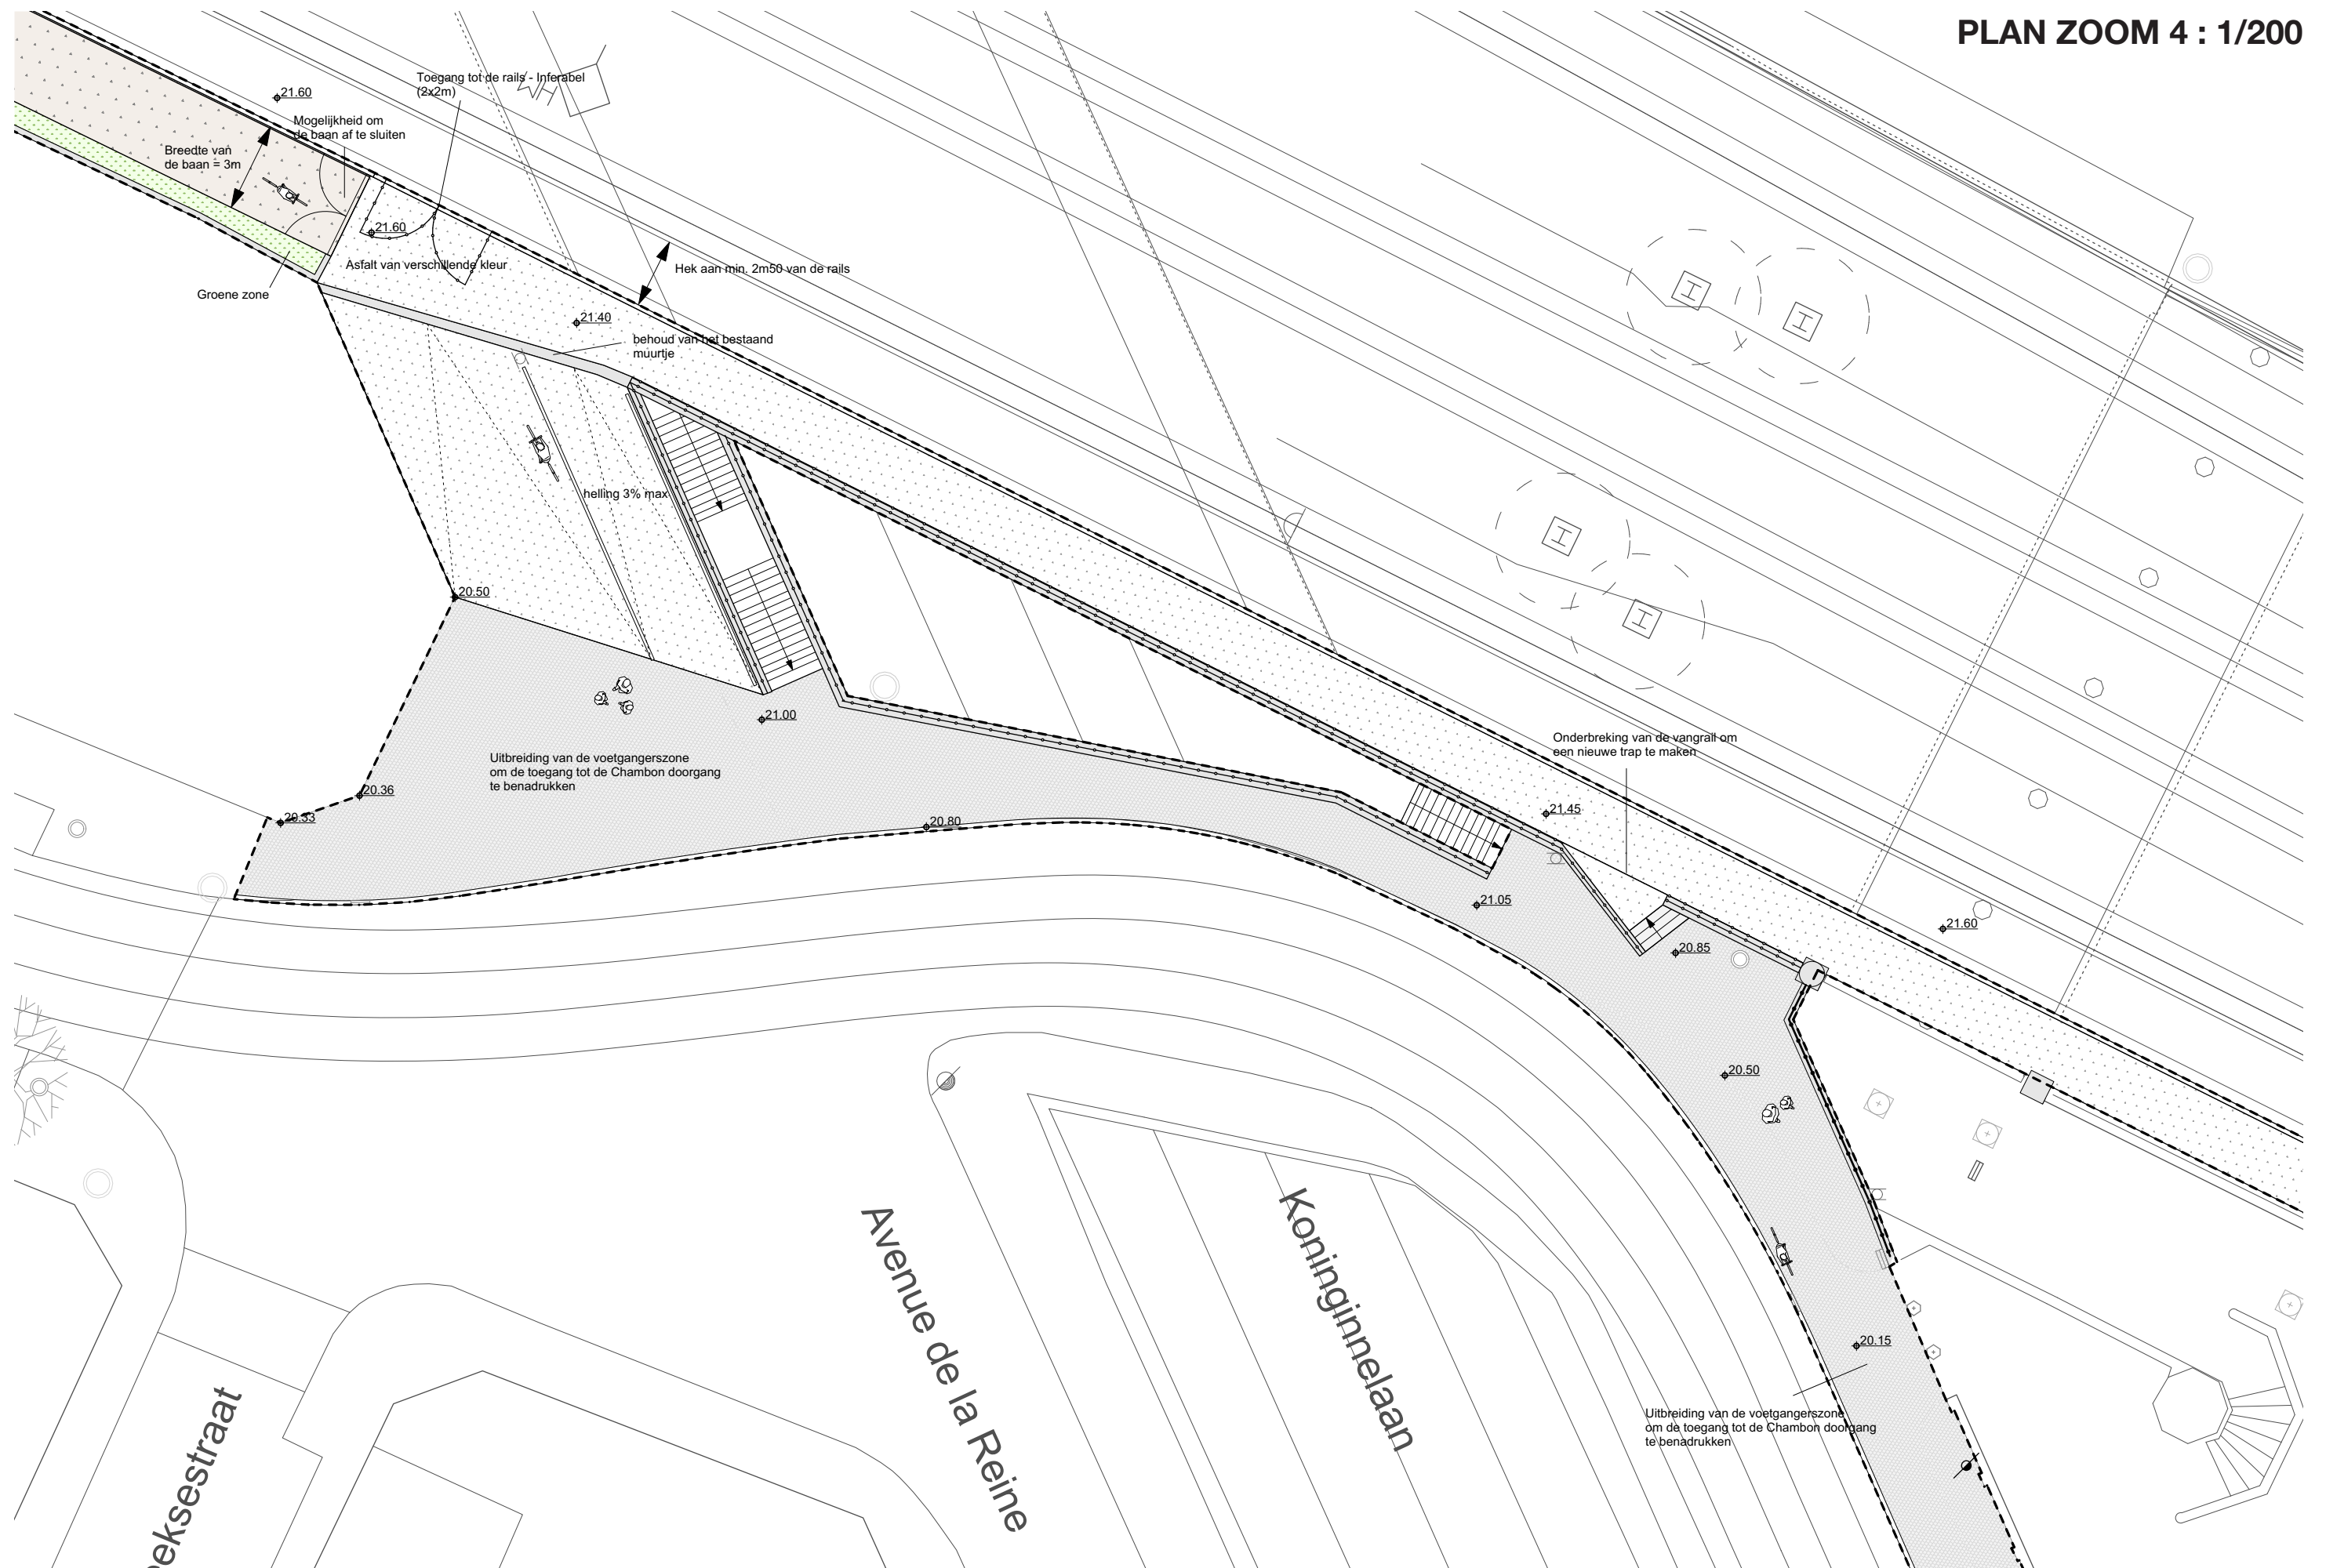 PLAN ZOOM 4 : 1/200
Toegang tot de rails - Inferabel
(2x2m)
21.60
Mogelijkheid om
de baan af te sluiten
Breedte van
de baan = 3m
21.60
Asfalt van verschillende kleur
Hek aan min. 2m50 van de rails
Groene zone
21.40
behoud van het bestaand
muurtje
helling 3% max
20.50
21.00
Uitbreiding van de voetgangerszone
om de toegang tot de Chambon doorgang
te benadrukken
20.36
20.33
20.80
Onderbreking van de vangrail om
een nieuwe trap te maken
21.45
21.05
20.85
21.60
20.50
20.15
Uitbreiding van de voetgangerszone
om de toegang tot de Chambon doorgang
te benadrukken
Avenue de la Reine
Koninginnelaan
eeksestraat